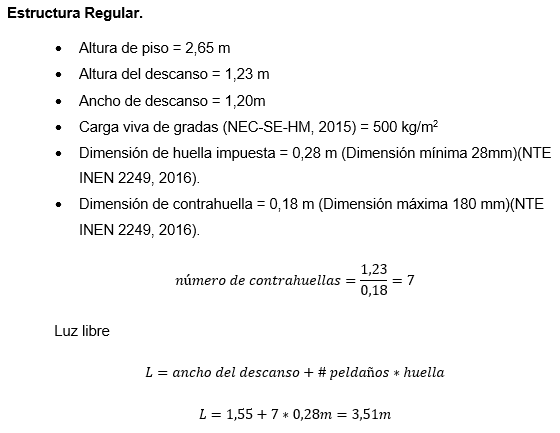 Estructura Regular.
• Altura de piso = 2,65 m
• Altura del descanso = 1,23 m
• Ancho de descanso = 1,20m
• Carga viva de gradas (NEC-SE-HM, 2015) = 500 kg/m²
• Dimensión de huella impuesta = 0,28 m (Dimensión mínima 28mm)(NTE
INEN 2249, 2016).
• Dimensión de contrahuella = 0,18 m (Dimensión máxima 180 mm)(NTE
INEN 2249, 2016).
número de contrahuellas = 1,23/0,18 = 7
Luz libre
L = ancho del descanso + # peldaños ∗ huella
L = 1,55 + 7 ∗ 0,28m = 3,51m